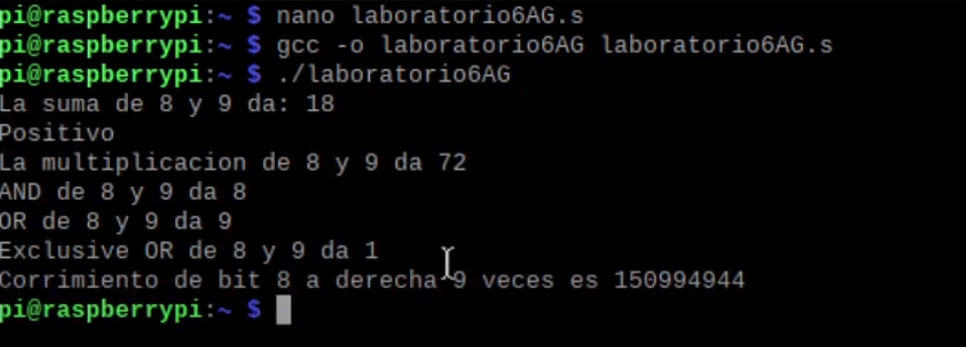 pi@raspberrypi:~ $ nano laboratorio6AG.s
pi@raspberrypi:~ $ gcc -o laboratorio6AG laboratorio6AG.s
pi@raspberrypi:~ $ ./laboratorio6AG
La suma de 8 y 9 da: 18
Positivo
La multiplicacion de 8 y 9 da 72
AND de 8 y 9 da 8
OR de 8 y 9 da 9
Exclusive OR de 8 y 9 da 1
Corrimiento de bit 8 a derecha 9 veces es 150994944
pi@raspberrypi:~ $